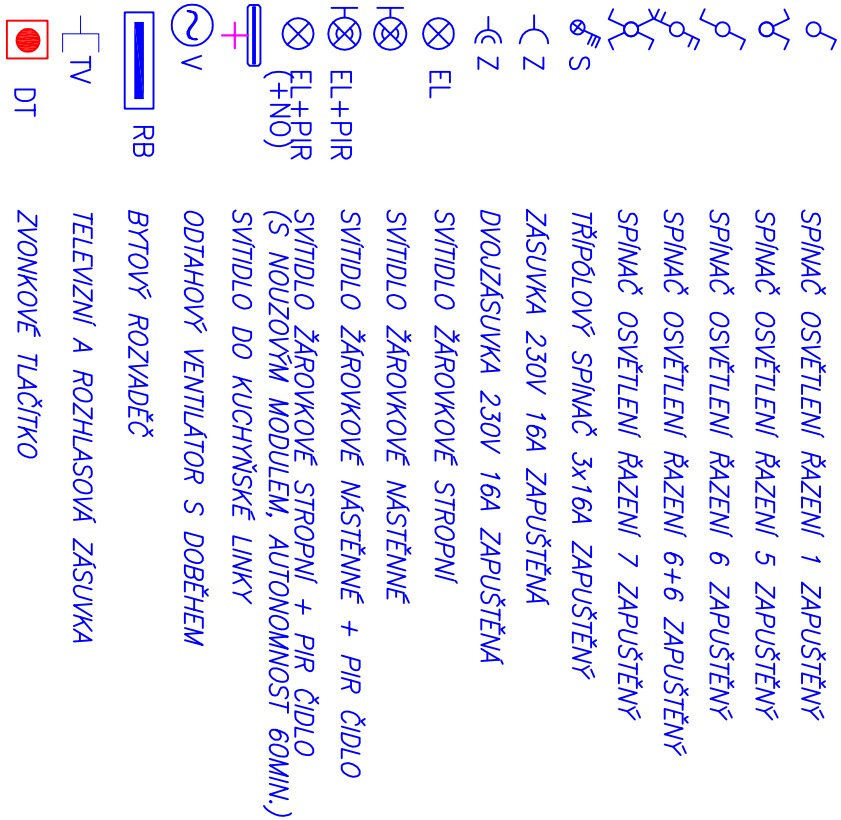 SPÍNAČ OSVĚTLENÍ ŘAZENÍ 1 ZAPUŠTĚNÝ
SPÍNAČ OSVĚTLENÍ ŘAZENÍ 5 ZAPUŠTĚNÝ
SPÍNAČ OSVĚTLENÍ ŘAZENÍ 6 ZAPUŠTĚNÝ
SPÍNAČ OSVĚTLENÍ ŘAZENÍ 6+6 ZAPUŠTĚNÝ
SPÍNAČ OSVĚTLENÍ ŘAZENÍ 7 ZAPUŠTĚNÝ
S TŘÍPÓLOVÝ SPÍNAČ 3x16A ZAPUŠTĚNÝ
Z ZÁSUVKA 230V 16A ZAPUŠTĚNÁ
Z DVOJZÁSUVKA 230V 16A ZAPUŠTĚNÁ
EL SVÍTIDLO ŽÁROVKOVÉ STROPNÍ
SVÍTIDLO ŽÁROVKOVÉ NÁSTĚNNÉ
EL+PIR SVÍTIDLO ŽÁROVKOVÉ NÁSTĚNNÉ + PIR ČIDLO
EL+PIR SVÍTIDLO ŽÁROVKOVÉ STROPNÍ + PIR ČIDLO
(+NO) (S NOUZOVÝM MODULEM, AUTONOMNOST 60MIN.)
SVÍTIDLO DO KUCHYŇSKÉ LINKY
V ODTAHOVÝ VENTILÁTOR S DOBĚHEM
RB BYTOVÝ ROZVADĚČ
TV TELEVIZNÍ A ROZHLASOVÁ ZÁSUVKA
DT ZVONKOVÉ TLAČÍTKO